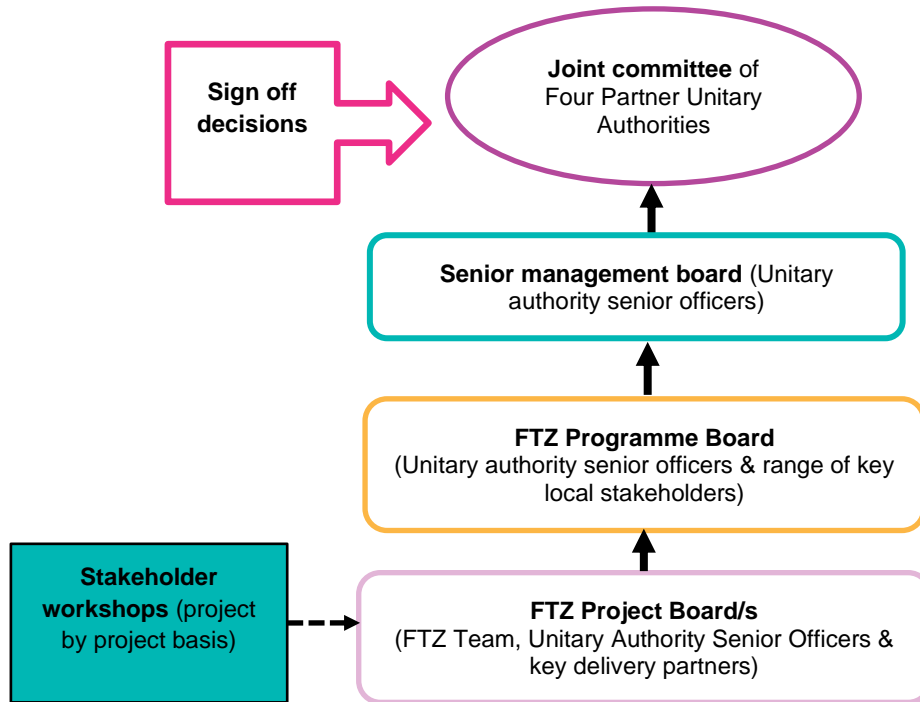 Sign off
decisions
Joint committee of
Four Partner Unitary
Authorities
Senior management board (Unitary
authority senior officers)
FTZ Programme Board
(Unitary authority senior officers & range of key
local stakeholders)
Stakeholder
workshops (project
by project basis)
FTZ Project Board/s
(FTZ Team, Unitary Authority Senior Officers &
key delivery partners)